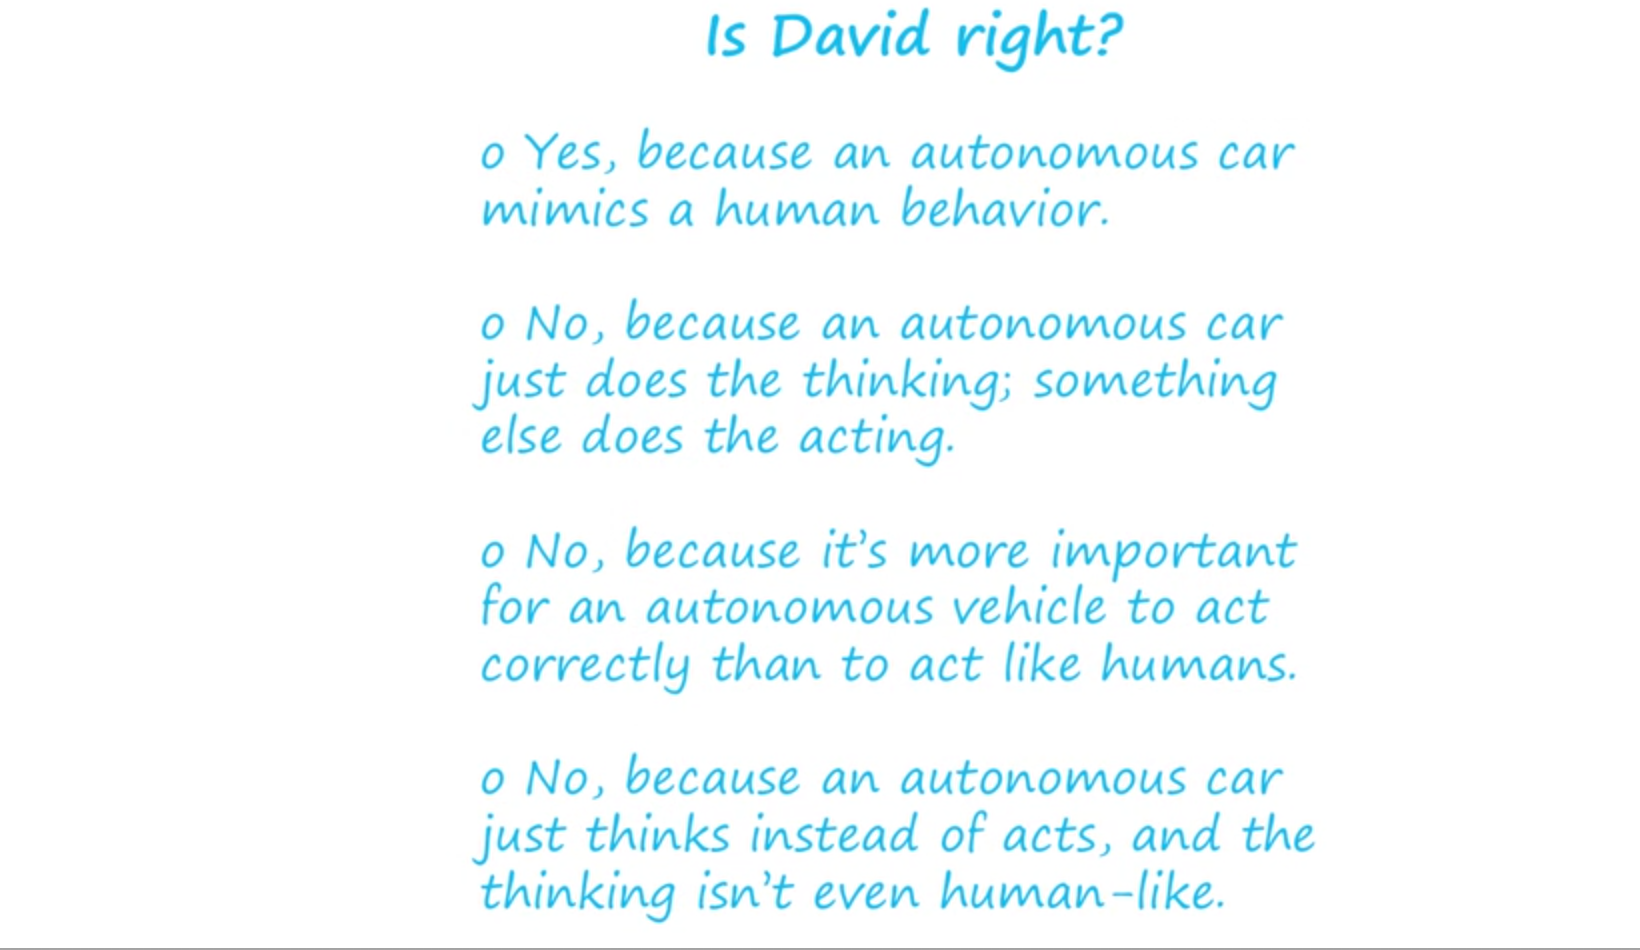 Is David right?
o Yes, because an autonomous car
mimics a human behavior.
o No, because an autonomous car
just does the thinking; something
else does the acting.
o No, because it’s more important
for an autonomous vehicle to act
correctly than to act like humans.
o No, because an autonomous car
just thinks instead of acts, and the
thinking isn’t even human-like.